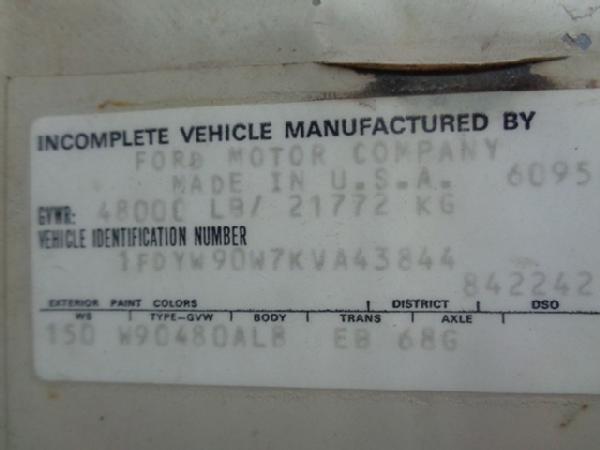 INCOMPLETE VEHICLE MANUFACTURED BY
FORD MOTOR COMPANY
MADE IN U.S.A. 6095
GVWR: 48000 LB/ 21772 KG
VEHICLE IDENTIFICATION NUMBER
1FDYW90W7KVA43844
842242
EXTERIOR PAINT COLORS DISTRICT DSO
WB TYPE-GVW BODY TRANS AXLE
150 W90480ALB EB 68G